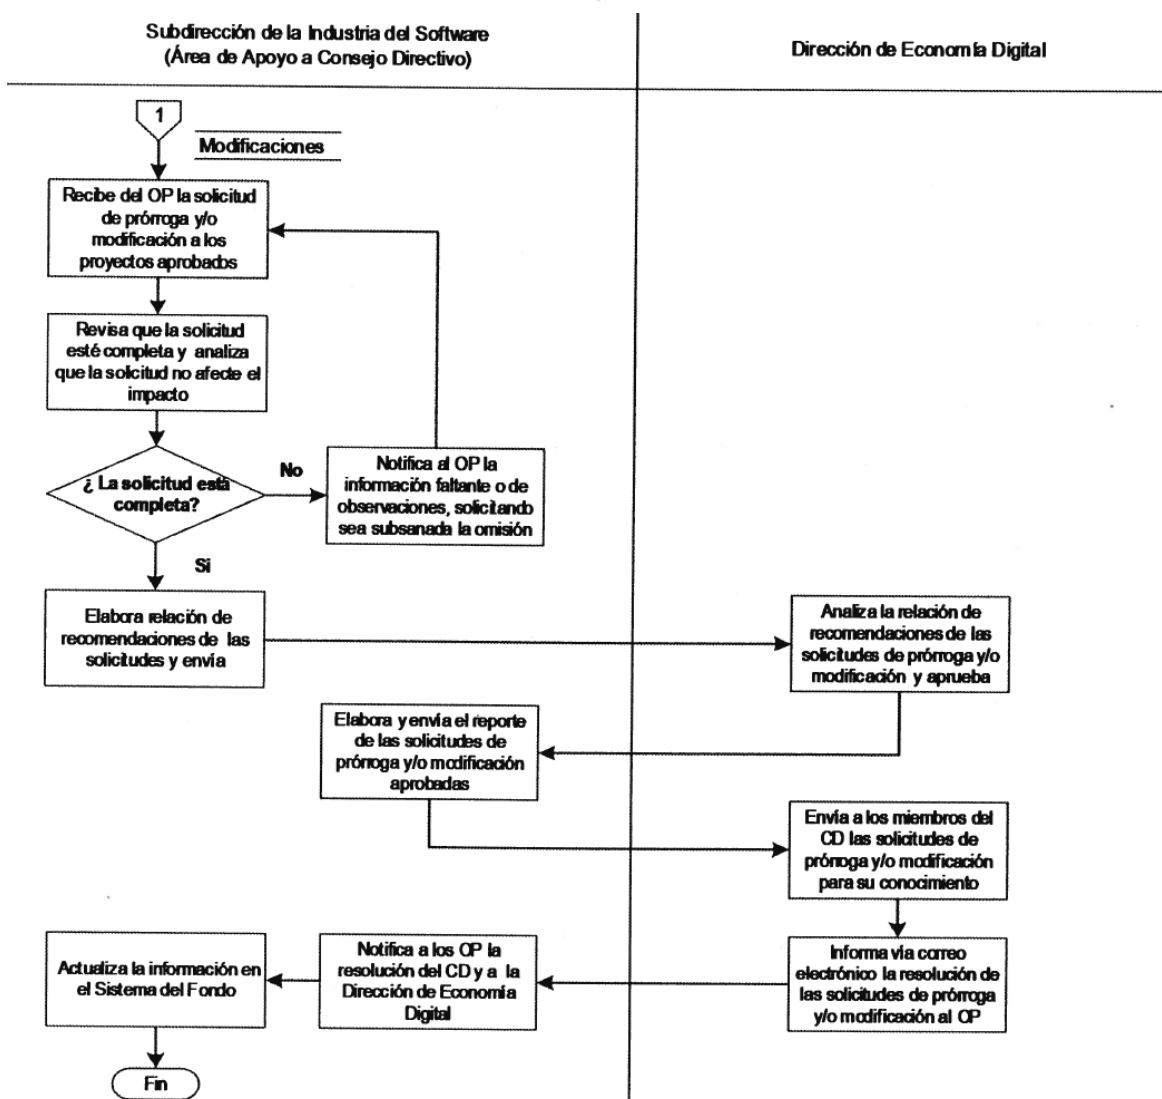 Subdirección de la Industria del Software
(Área de Apoyo a Consejo Directivo)
Dirección de Economía Digital
1
Modificaciones
Recibe del OP la solicitud
de prórroga y/o
modificación a los
proyectos aprobados
Revisa que la solicitud
esté completa y analiza
que la solicitud no afecte el
impacto
¿ La solicitud está
completa?
No
Notifica al OP la
información faltante o de
observaciones, solicitando
sea subsanada la omisión
Si
Elabora relación de
recomendaciones de las
solicitudes y envía
Analiza la relación de
recomendaciones de las
solicitudes de prórroga y/o
modificación y aprueba
Elabora y envía el reporte
de las solicitudes de
prórroga y/o modificación
aprobadas
Envía a los miembros del
CD las solicitudes de
prórroga y/o modificación
para su conocimiento
Informa vía correo
electrónico la resolución de
las solicitudes de prórroga
y/o modificación al OP
Notifica a los OP la
resolución del CD y a la
Dirección de Economía
Digital
Actualiza la información en
el Sistema del Fondo
Fin